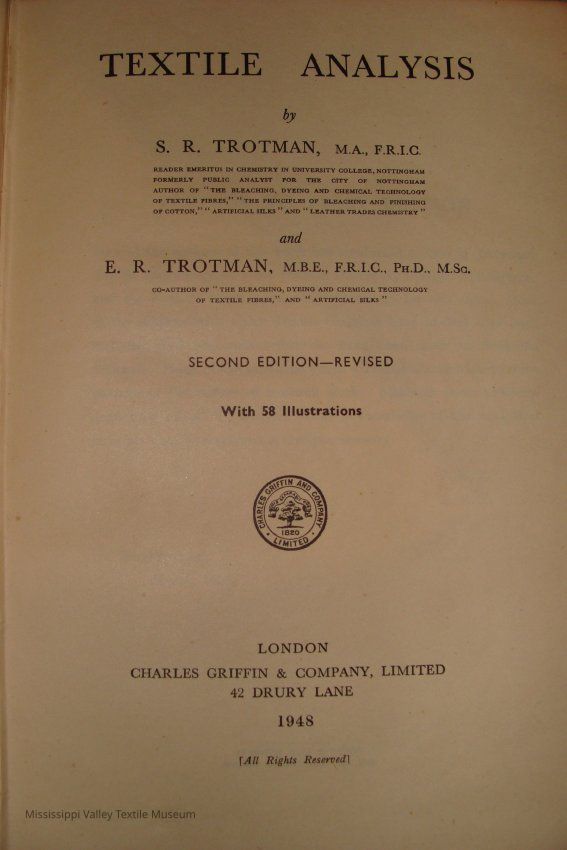 TEXTILE ANALYSIS
by
S. R. TROTMAN, M.A., F.R.I.C.
READER EMERITUS IN CHEMISTRY IN UNIVERSITY COLLEGE, NOTTINGHAM
FORMERLY PUBLIC ANALYST FOR THE CITY OF NOTTINGHAM
AUTHOR OF "THE BLEACHING, DYEING AND CHEMICAL TECHNOLOGY
OF TEXTILE FIBRES," "THE PRINCIPLES OF BLEACHING AND FINISHING
OF COTTON," "ARTIFICIAL SILKS" AND "LEATHER TRADES CHEMISTRY"
and
E. R. TROTMAN, M.B.E., F.R.I.C., PH.D., M.SC.
CO-AUTHOR OF "THE BLEACHING, DYEING AND CHEMICAL TECHNOLOGY
OF TEXTILE FIBRES," AND "ARTIFICIAL SILKS"
SECOND EDITION—REVISED
With 58 Illustrations
CHARLES GRIFFIN AND COMPANY
1820
LIMITED
LONDON
CHARLES GRIFFIN & COMPANY, LIMITED
42 DRURY LANE
1948
[All Rights Reserved]
Mississippi Valley Textile Museum